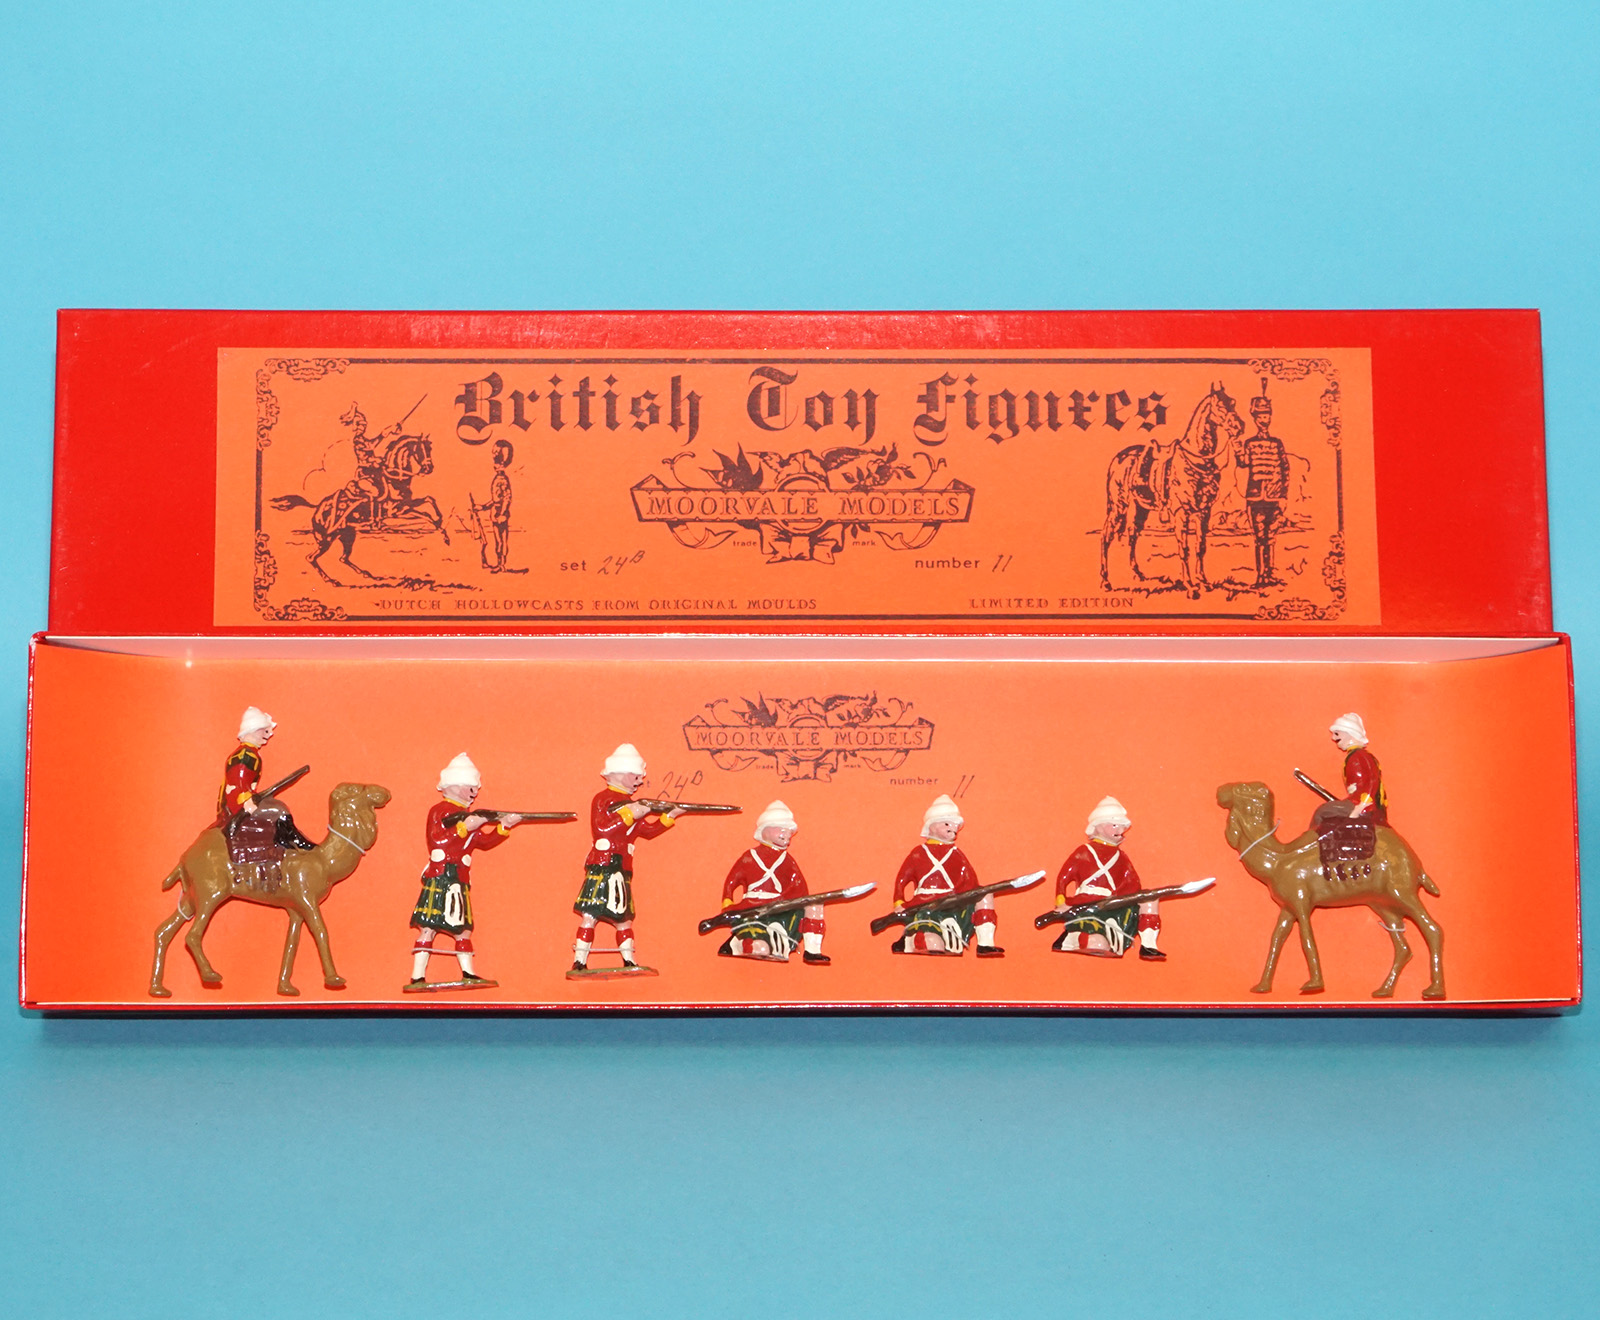 British Toy Figures
MOORVALE MODELS
trade mark
set 24B number 11
DUTCH HOLLOWCASTS FROM ORIGINAL MOULDS LIMITED EDITION
MOORVALE MODELS
trade mark
24B number 11